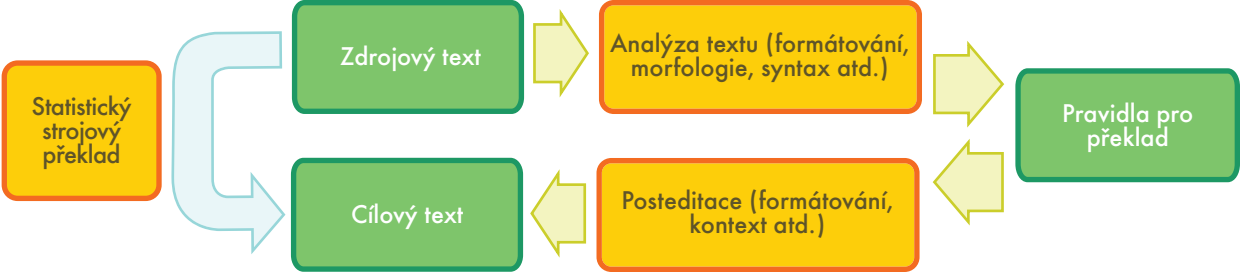 Statistický
strojový
překlad
Zdrojový text
Analýza textu (formátování,
morfologie, syntax atd.)
Pravidla pro
překlad
Posteditace (formátování,
kontext atd.)
Cílový text